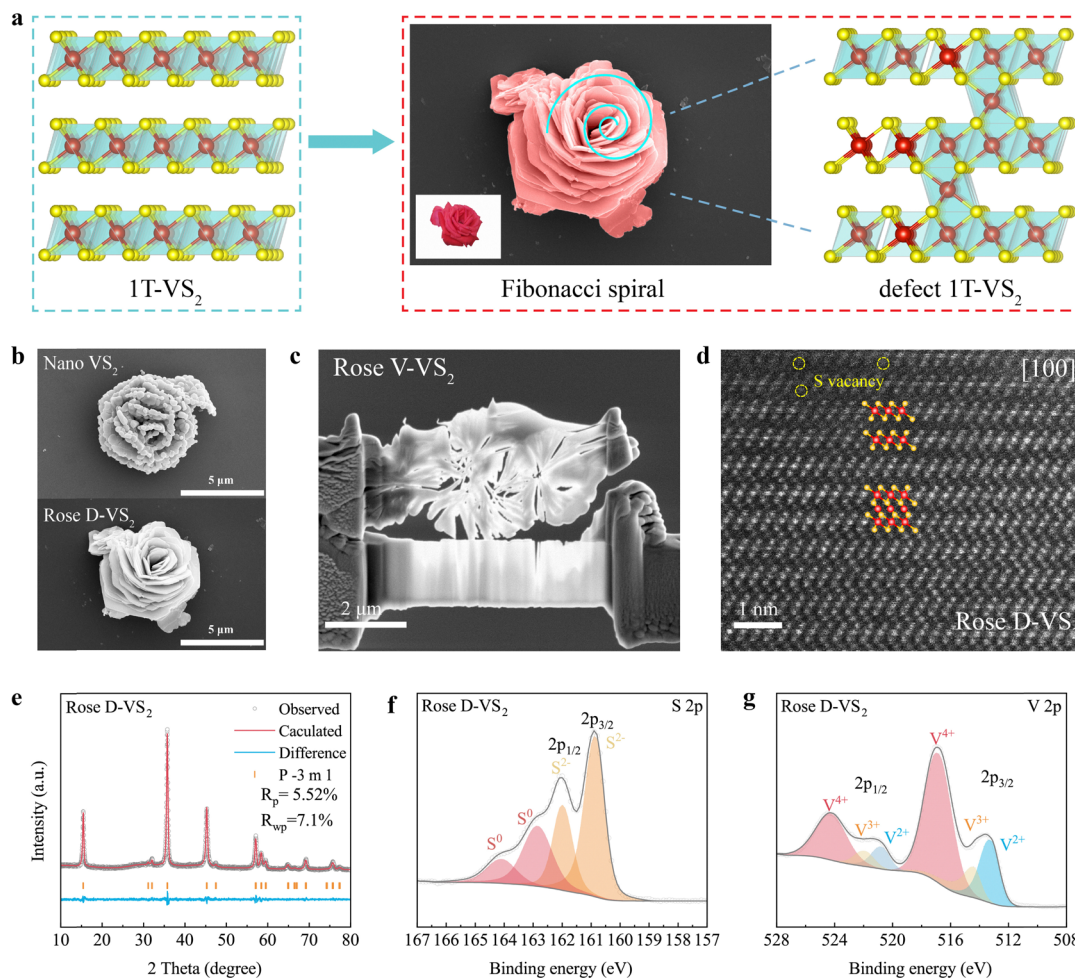 a
1T-VS2
Fibonacci spiral
defect 1T-VS2
b
Nano VS2
5 μm
Rose D-VS2
5 μm
c
Rose V-VS2
2 μm
d
[100]
S vacancy
1 nm
Rose D-VS
e
Rose D-VS2
Observed
Caculated
Difference
P -3 m 1
Rp= 5.52%
Rwp=7.1%
Intensity (a.u.)
10 20 30 40 50 60 70 80
2 Theta (degree)
f
Rose D-VS2
S 2p
2p3/2
S2-
2p1/2
S2-
S0
S0
167 166 165 164 163 162 161 160 159 158 157
Binding energy (eV)
g
Rose D-VS2
V 2p
V4+
2p1/2
2p3/2
V4+
V3+
V2+
V3+
V2+
528 524 520 516 512 508
Binding energy (eV)